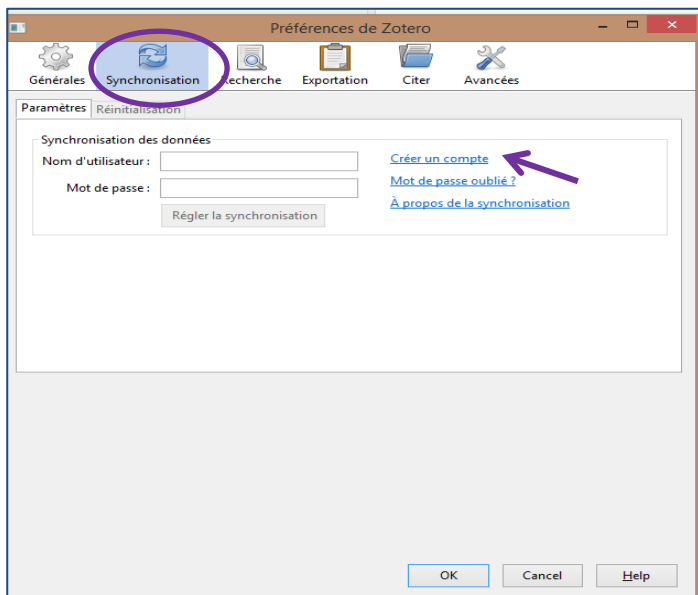 Préférences de Zotero
Générales Synchronisation Recherche Exportation Citer Avancées
Paramètres Réinitialisation
Synchronisation des données
Nom d'utilisateur : Créer un compte
Mot de passe : Mot de passe oublié ?
À propos de la synchronisation
Régler la synchronisation
OK Cancel Help